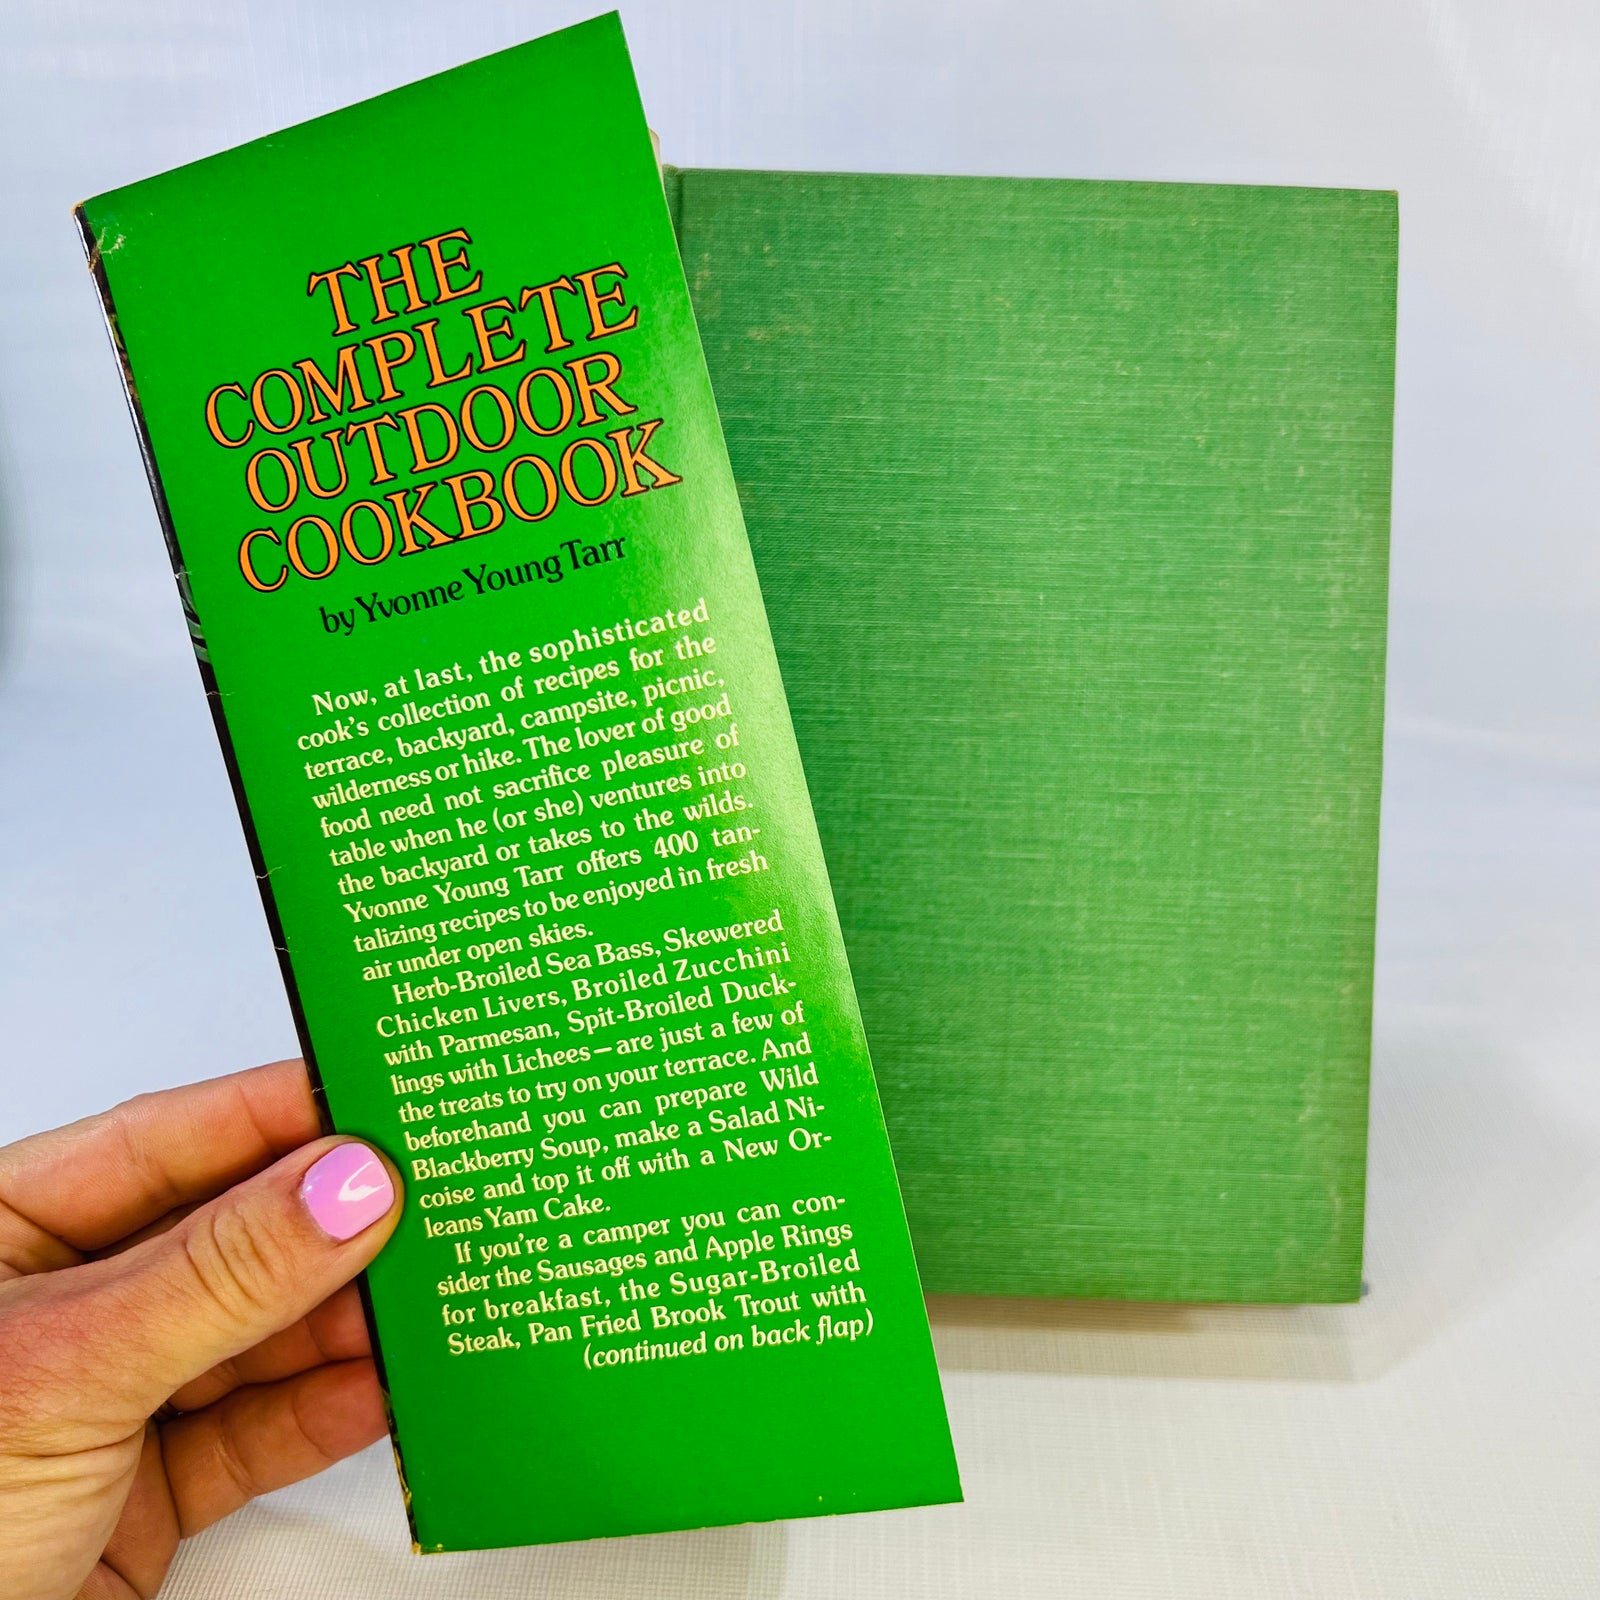 THE
COMPLETE
OUTDOOR
COOKBOOK
by Yvonne Young Tarr
Now, at last, the sophisticated
cook's collection of recipes for the
terrace, backyard, campsite, picnic,
wilderness or hike. The lover of good
food need not sacrifice pleasure of
table when he (or she) ventures into
the backyard or takes to the wilds.
Yvonne Young Tarr offers 400 tan-
talizing recipes to be enjoyed in fresh
air under open skies.
Herb-Broiled Sea Bass, Skewered
Chicken Livers, Broiled Zucchini
with Parmesan, Spit-Broiled Duck-
lings with Lichees—are just a few of
the treats to try on your terrace. And
beforehand you can prepare Wild
Blackberry Soup, make a Salad Ni-
coise and top it off with a New Or-
leans Yam Cake.
If you're a camper you can con-
sider the Sausages and Apple Rings
for breakfast, the Sugar-Broiled
Steak, Pan Fried Brook Trout with
(continued on back flap)